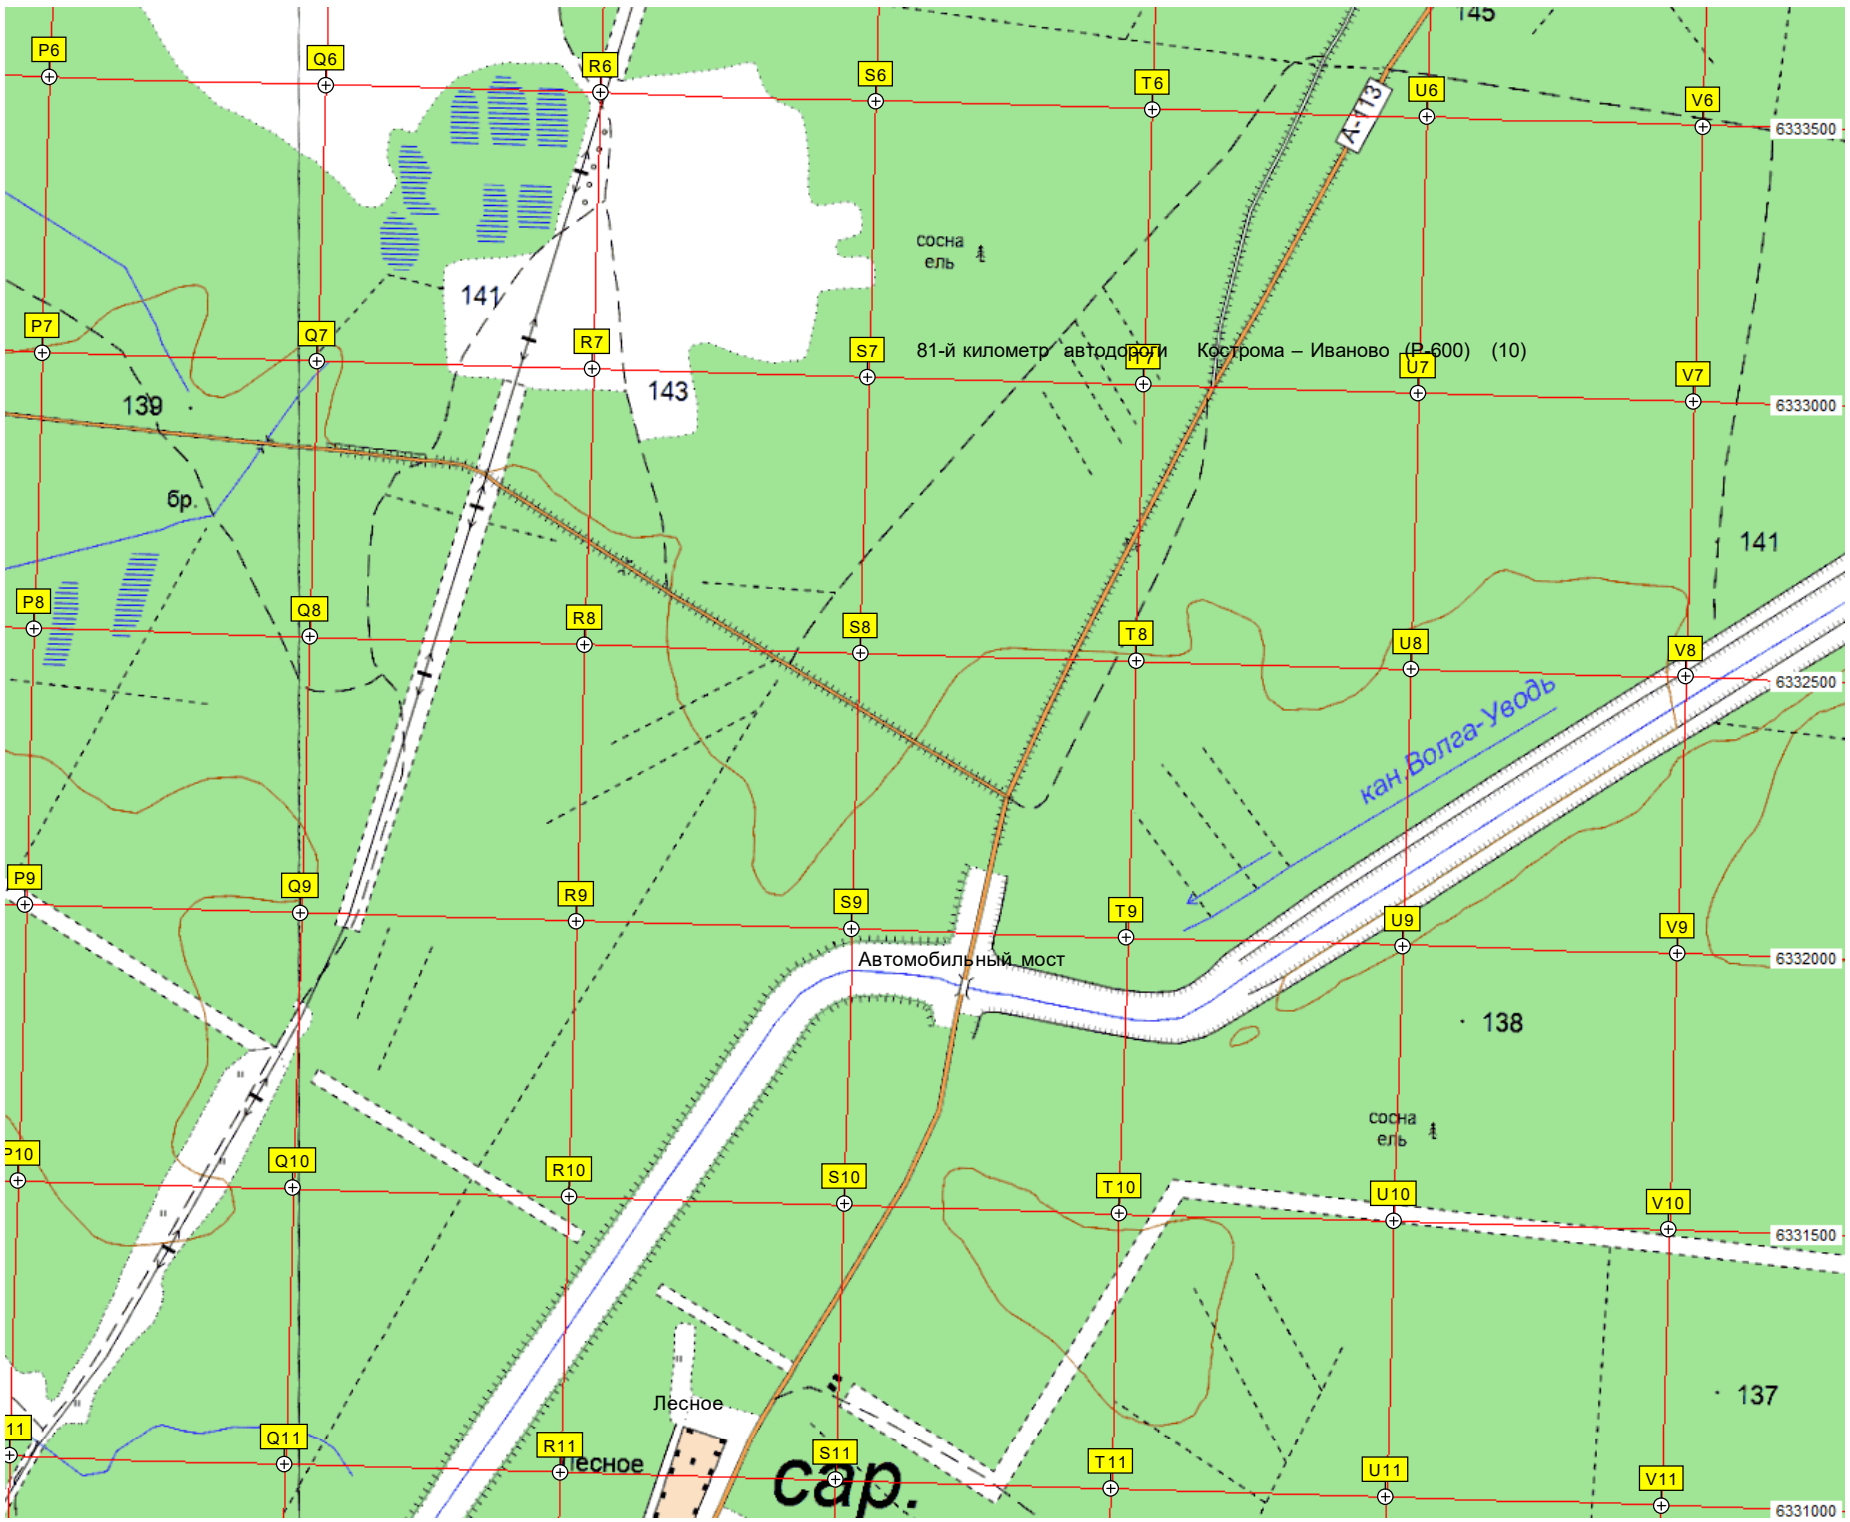 145
P6
Q6
R6
S6
T6
U6
V6
А-113
6333500
сосна
ель
141
P7
Q7
R7
S7
81-й километр автодороги Кострома – Иваново (Р-600) (10)
T7
U7
V7
139
143
6333000
бр.
141
P8
Q8
R8
S8
T8
U8
V8
6332500
кан.Волга-Уводь
P9
Q9
R9
S9
T9
U9
V9
Автомобильный мост
6332000
138
сосна
ель
P10
Q10
R10
S10
T10
U10
V10
6331500
137
Лесное
11
Q11
R11
лесное
S11
T11
U11
V11
сар.
6331000